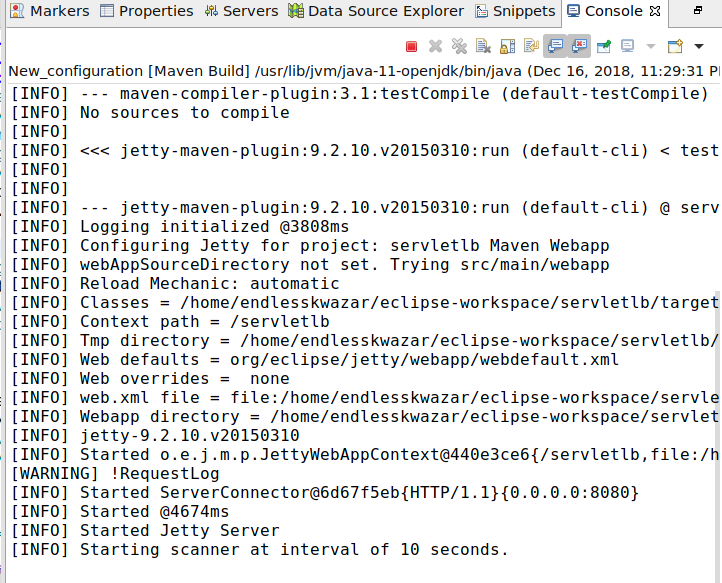 Markers Properties Servers Data Source Explorer Snippets Console
New_configuration [Maven Build] /usr/lib/jvm/java-11-openjdk/bin/java (Dec 16, 2018, 11:29:31 P
[INFO] --- maven-compiler-plugin:3.1:testCompile (default-testCompile)
[INFO] No sources to compile
[INFO]
[INFO] <<< jetty-maven-plugin:9.2.10.v20150310:run (default-cli) < test
[INFO]
[INFO]
[INFO] --- jetty-maven-plugin:9.2.10.v20150310:run (default-cli) @ serv
[INFO] Logging initialized @3808ms
[INFO] Configuring Jetty for project: servletlb Maven Webapp
[INFO] webAppSourceDirectory not set. Trying src/main/webapp
[INFO] Reload Mechanic: automatic
[INFO] Classes = /home/endlesskwazar/eclipse-workspace/servletlb/target
[INFO] Context path = /servletlb
[INFO] Tmp directory = /home/endlesskwazar/eclipse-workspace/servletlb/
[INFO] Web defaults = org/eclipse/jetty/webapp/webdefault.xml
[INFO] Web overrides =  none
[INFO] web.xml file = file:/home/endlesskwazar/eclipse-workspace/servle
[INFO] Webapp directory = /home/endlesskwazar/eclipse-workspace/servlet
[INFO] jetty-9.2.10.v20150310
[INFO] Started o.e.j.m.p.JettyWebAppContext@440e3ce6{/servletlb,file:/h
[WARNING] !RequestLog
[INFO] Started ServerConnector@6d67f5eb{HTTP/1.1}{0.0.0.0:8080}
[INFO] Started @4674ms
[INFO] Started Jetty Server
[INFO] Starting scanner at interval of 10 seconds.